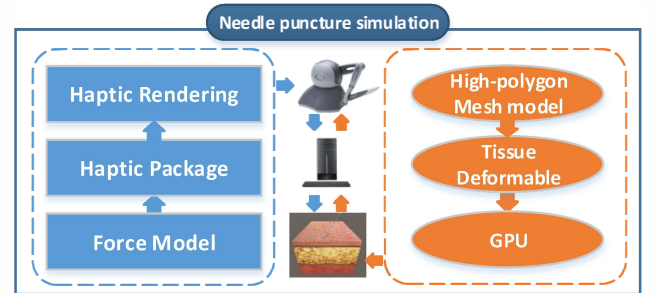 Needle puncture simulation
Haptic Rendering
Haptic Package
Force Model
High-polygon
Mesh model
Tissue
Deformable
GPU